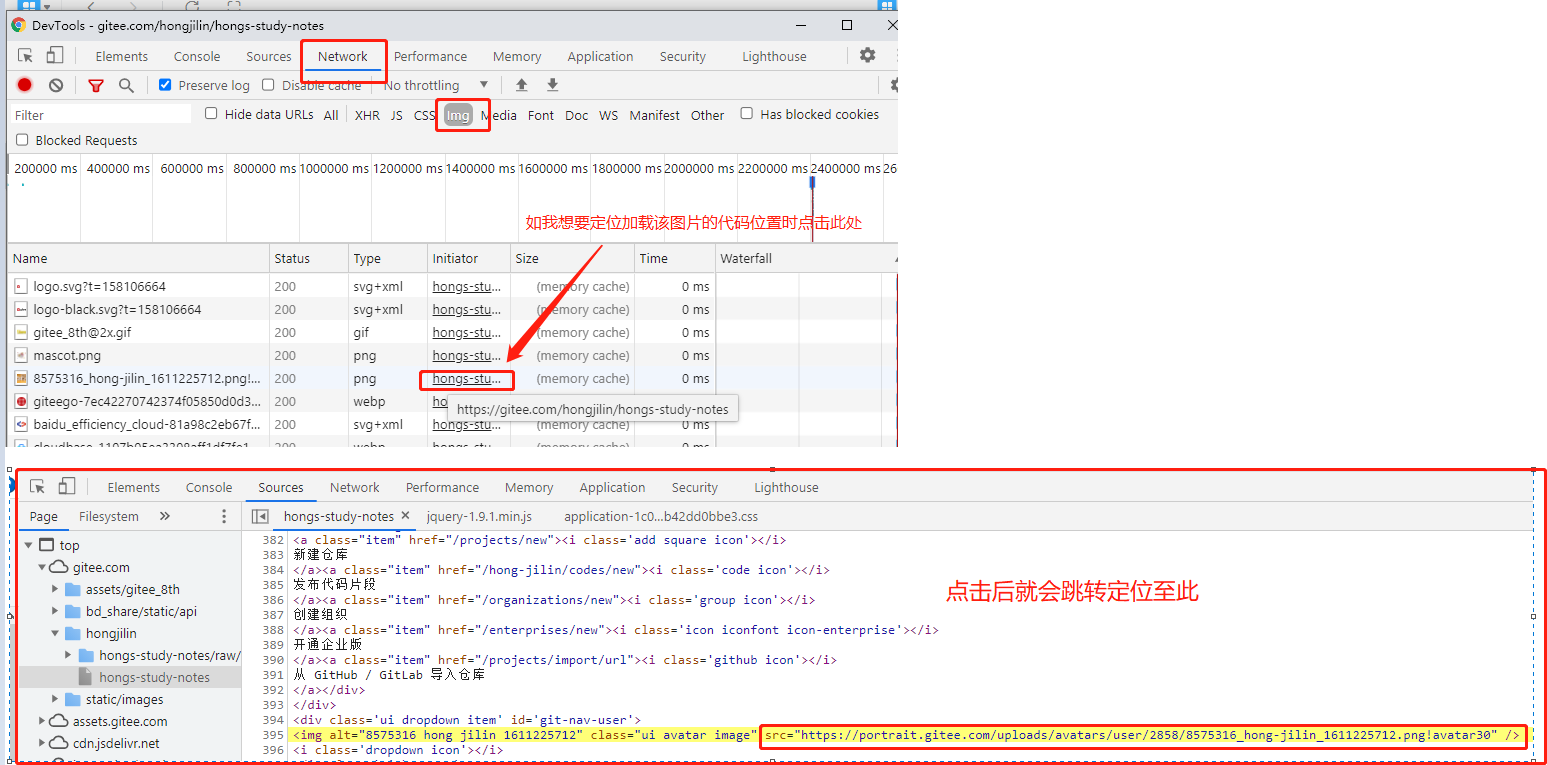 DevTools - gitee.com/hongjilin/hongs-study-notes
Elements Console Sources Network Performance Memory Application Security Lighthouse
Preserve log Disable cache No throttling
Filter Hide data URLs All XHR JS CSS Img Media Font Doc WS Manifest Other Has blocked cookies
Blocked Requests
200000 ms 400000 ms 600000 ms 800000 ms 1000000 ms 1200000 ms 1400000 ms 1600000 ms 1800000 ms 2000000 ms 2200000 ms 2400000 ms 26
如我想要定位加载该图片的代码位置时点击此处
Name Status Type Initiator Size Time Waterfall
logo.svg?t=158106664 200 svg+xml hongs-stu... (memory cache) 0 ms
logo-black.svg?t=158106664 200 svg+xml hongs-stu... (memory cache) 0 ms
gitee_8th@2x.gif 200 gif hongs-stu... (memory cache) 0 ms
mascot.png 200 png hongs-stu... (memory cache) 0 ms
8575316_hong-jilin_1611225712.png!... 200 png hongs-stu... (memory cache) 0 ms
giteego-7ec42270742374f05850d0d3... 200 webp ho
https://gitee.com/hongjilin/hongs-study-notes
baidu_efficiency_cloud-81a98c2eb67f... 200 svg+xml hongs-stu... (memory cache) 0 ms
Elements Console Sources Network Performance Memory Application Security Lighthouse
Page Filesystem » hongs-study-notes × jquery-1.9.1.min.js application-1c0...b42dd0bbe3.css
top
gitee.com
assets/gitee_8th
bd_share/static/api
hongjilin
hongs-study-notes/raw/
hongs-study-notes
static/images
assets.gitee.com
cdn.jsdelivr.net
382 <a class="item" href="/projects/new"><i class='add square icon'></i>
383 新建仓库
384 </a><a class="item" href="/hong-jilin/codes/new"><i class='code icon'></i>
385 发布代码片段
386 </a><a class="item" href="/organizations/new"><i class='group icon'></i>
387 创建组织
388 </a><a class="item" href="/enterprises/new"><i class='icon iconfont icon-enterprise'></i>
389 开通企业版
390 </a><a class="item" href="/projects/import/url"><i class='github icon'></i>
391 从 GitHub / GitLab 导入仓库
392 </a></div>
393 </div>
394 <div class='ui dropdown item' id='git-nav-user'>
395 <img alt="8575316 hong jilin 1611225712" class="ui avatar image" src="https://portrait.gitee.com/uploads/avatars/user/2858/8575316_hong-jilin_1611225712.png!avatar30" />
396 <i class='dropdown icon'></i>
点击后就会跳转定位至此